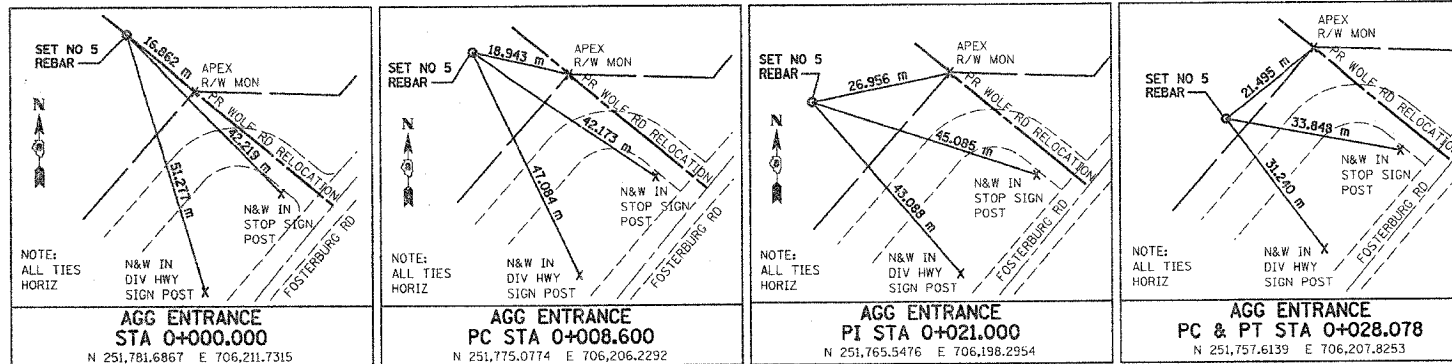 SET NO 5
REBAR
16.862 m
APEX
R/W MON
PR WOLF RD RELOCATION
N
42.219 m
51.277 m
N&W IN
STOP SIGN
POST
FOSTERBURG RD
NOTE:
ALL TIES
HORIZ
N&W IN
DIV HWY
SIGN POST
AGG ENTRANCE
STA 0+000.000
N 251,781.6867 E 706,211.7315
SET NO 5
REBAR
18.943 m
APEX
R/W MON
PR WOLF RD RELOCATION
N
42.173 m
47.084 m
N&W IN
STOP SIGN
POST
FOSTERBURG RD
NOTE:
ALL TIES
HORIZ
N&W IN
DIV HWY
SIGN POST
AGG ENTRANCE
PC STA 0+008.600
N 251,775.0774 E 706,206.2292
SET NO 5
REBAR
26.956 m
APEX
R/W MON
PR WOLF RD RELOCATION
N
45.085 m
43.088 m
N&W IN
STOP SIGN
POST
FOSTERBURG RD
NOTE:
ALL TIES
HORIZ
N&W IN
DIV HWY
SIGN POST
AGG ENTRANCE
PI STA 0+021.000
N 251,765.5476 E 706,198.2954
APEX
R/W MON
SET NO 5
REBAR
21.495 m
PR WOLF RD RELOCATION
N
33.848 m
31.240 m
N&W IN
STOP SIGN
POST
FOSTERBURG RD
NOTE:
ALL TIES
HORIZ
N&W IN
DIV HWY
SIGN POST
AGG ENTRANCE
PC & PT STA 0+028.078
N 251,757.6139 E 706,207.8253